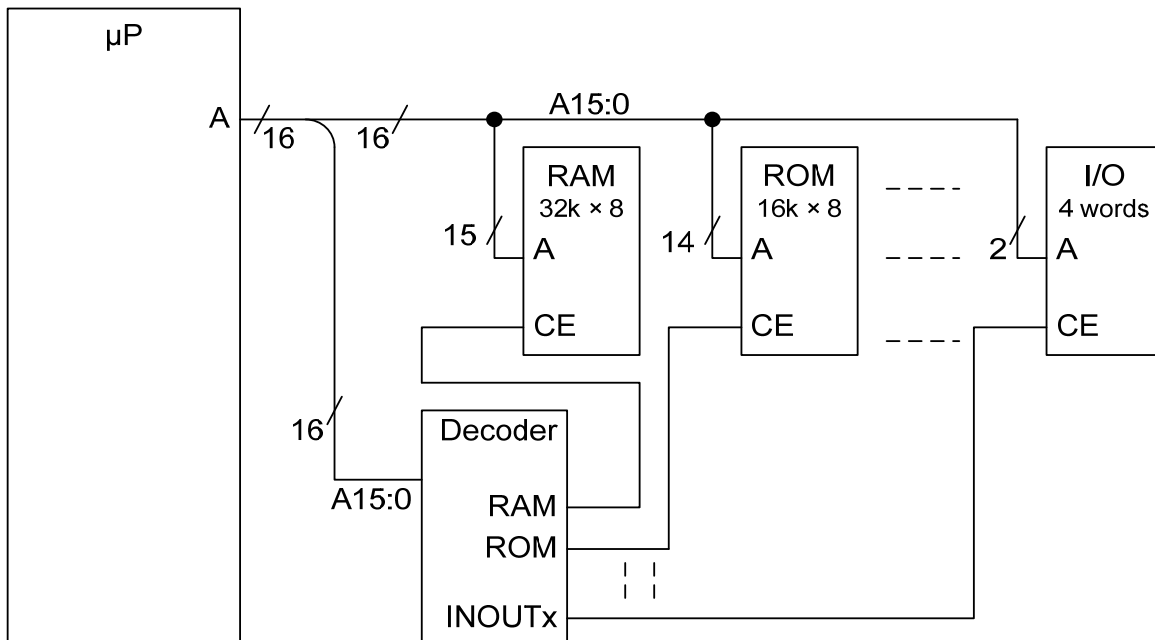 µP
A
16
16
A15:0
RAM
32k × 8
15
A
CE
ROM
16k × 8
14
A
CE
I/O
4 words
2
A
CE
16
A15:0
Decoder
RAM
ROM
INOUTx